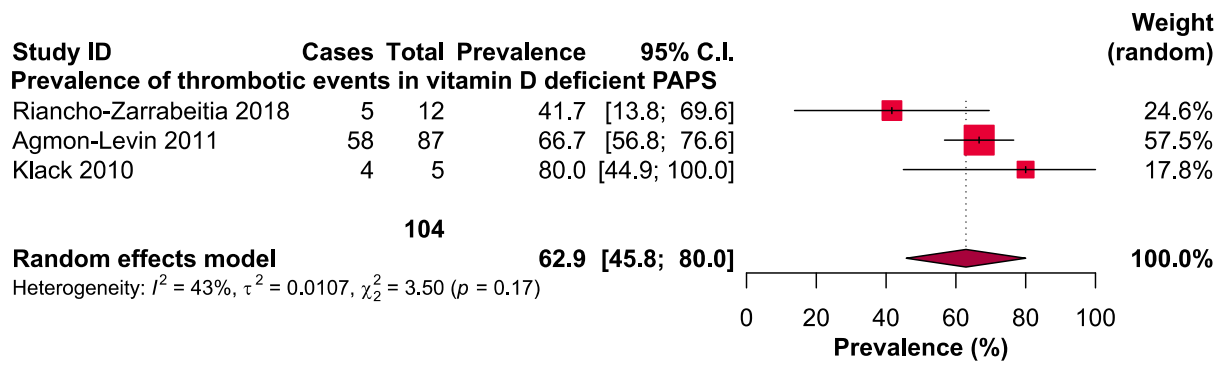 Weight
Study ID Cases Total Prevalence 95% C.I. (random)
Prevalence of thrombotic events in vitamin D deficient PAPS
Riancho-Zarrabeitia 2018 5 12 41.7 [13.8; 69.6] 24.6%
Agmon-Levin 2011 58 87 66.7 [56.8; 76.6] 57.5%
Klack 2010 4 5 80.0 [44.9; 100.0] 17.8%
104
Random effects model 62.9 [45.8; 80.0] 100.0%
Heterogeneity: I² = 43%, τ² = 0.0107, χ²₂ = 3.50 (p = 0.17)
0 20 40 60 80 100
Prevalence (%)